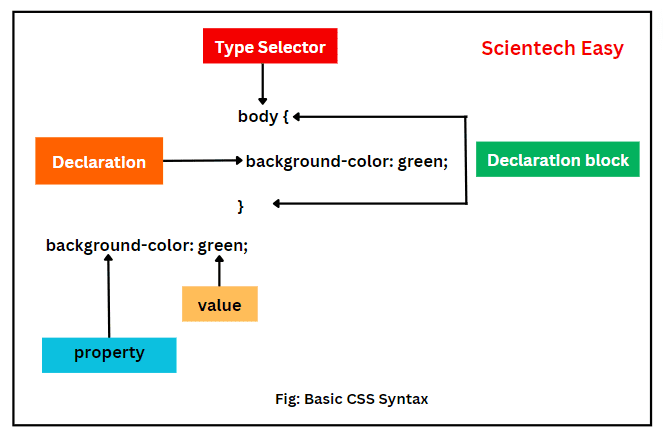 Type Selector
Scientech Easy
body {
Declaration
background-color: green;
Declaration block
}
background-color: green;
value
property
Fig: Basic CSS Syntax